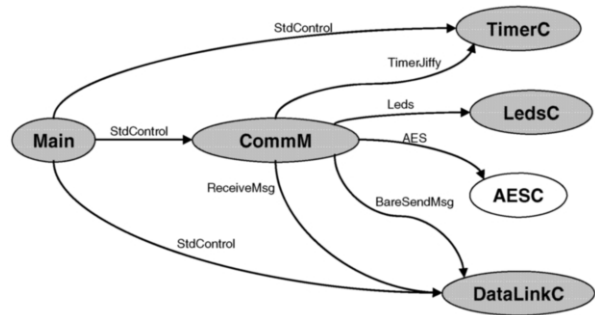 StdControl
TimerC
TimerJiffy
Leds
LedsC
Main
StdControl
CommM
AES
ReceiveMsg
AESC
BareSendMsg
StdControl
DataLinkC